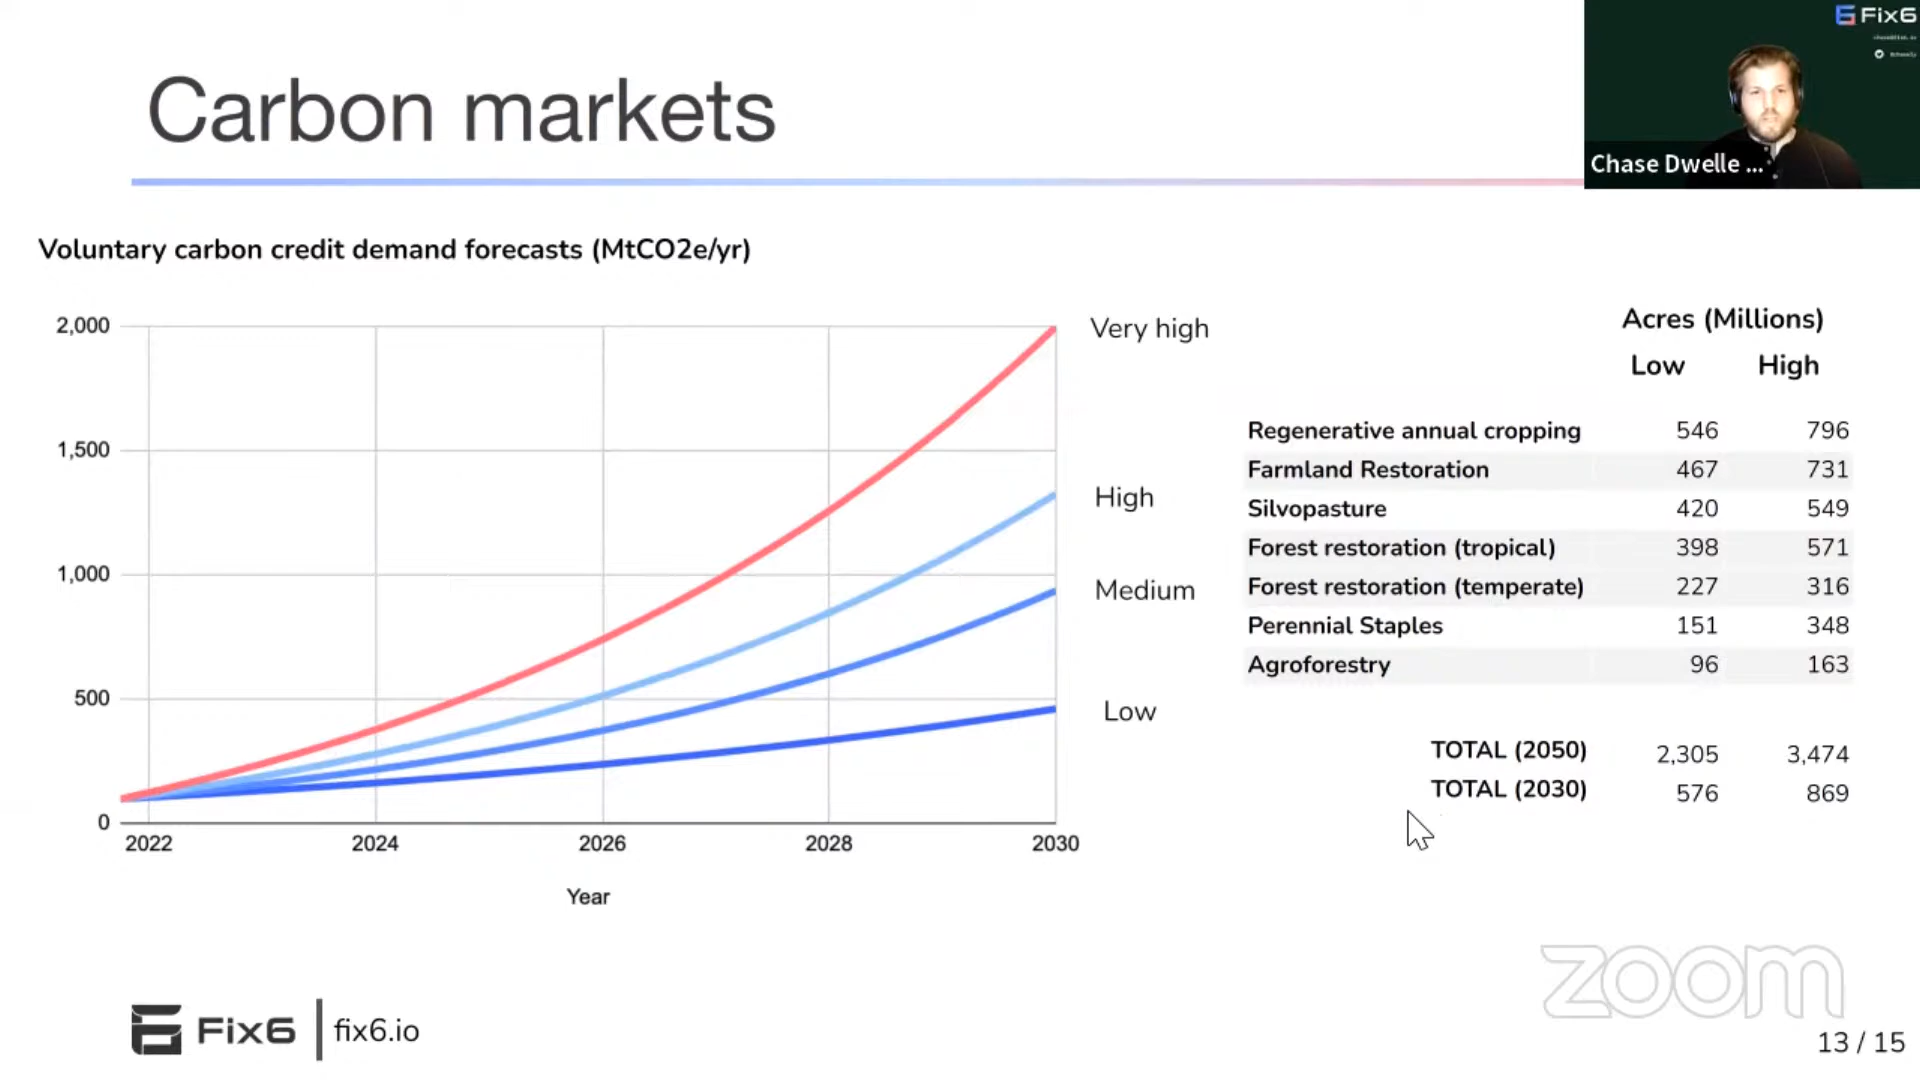 Carbon markets
Fix6
Chase Dwelle ...
Voluntary carbon credit demand forecasts (MtCO2e/yr)
2,000
1,500
1,000
500
0
2022 2024 2026 2028 2030
Year
Very high
High
Medium
Low
Acres (Millions)
Low High
Regenerative annual cropping 546 796
Farmland Restoration 467 731
Silvopasture 420 549
Forest restoration (tropical) 398 571
Forest restoration (temperate) 227 316
Perennial Staples 151 348
Agroforestry 96 163
TOTAL (2050) 2,305 3,474
TOTAL (2030) 576 869
zoom
Fix6 | fix6.io
13 / 15